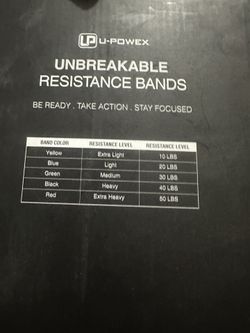 UP U-POWEX
UNBREAKABLE
RESISTANCE BANDS
BE READY . TAKE ACTION . STAY FOCUSED
BAND COLOR RESISTANCE LEVEL RESISTANCE LEVEL
Yellow Extra Light 10 LBS
Blue Light 20 LBS
Green Medium 30 LBS
Black Heavy 40 LBS
Red Extra Heavy 50 LBS